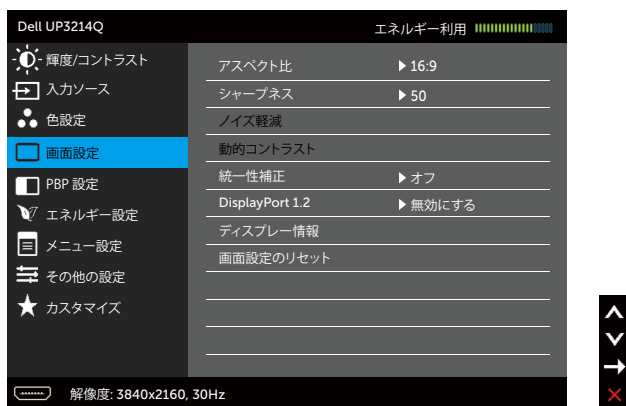 Dell UP3214Q
エネルギー利用
輝度/コントラスト
入力ソース
色設定
画面設定
PBP 設定
エネルギー設定
メニュー設定
その他の設定
カスタマイズ
アスペクト比 16:9
シャープネス 50
ノイズ軽減
動的コントラスト
統一性補正 オフ
DisplayPort 1.2 無効にする
ディスプレー情報
画面設定のリセット
解像度: 3840x2160, 30Hz